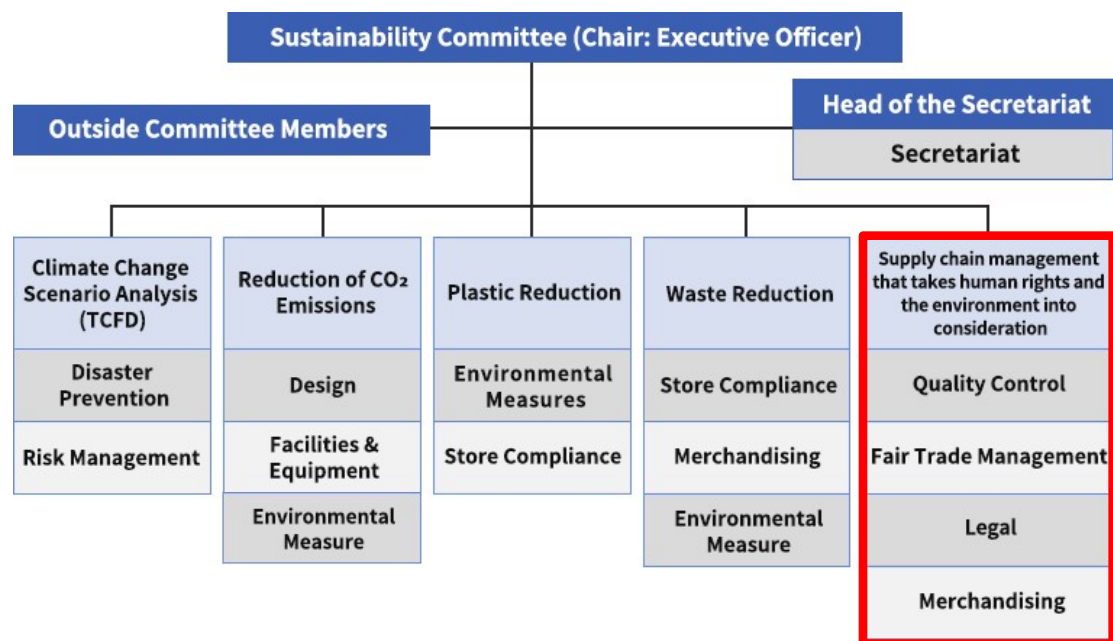 Sustainability Committee (Chair: Executive Officer)
Outside Committee Members
Head of the Secretariat
Secretariat
Climate Change
Scenario Analysis
(TCFD)
Disaster
Prevention
Risk Management
Reduction of CO₂
Emissions
Design
Facilities &
Equipment
Environmental
Measure
Plastic Reduction
Environmental
Measures
Store Compliance
Waste Reduction
Store Compliance
Merchandising
Environmental
Measure
Supply chain management
that takes human rights and
the environment into
consideration
Quality Control
Fair Trade Management
Legal
Merchandising